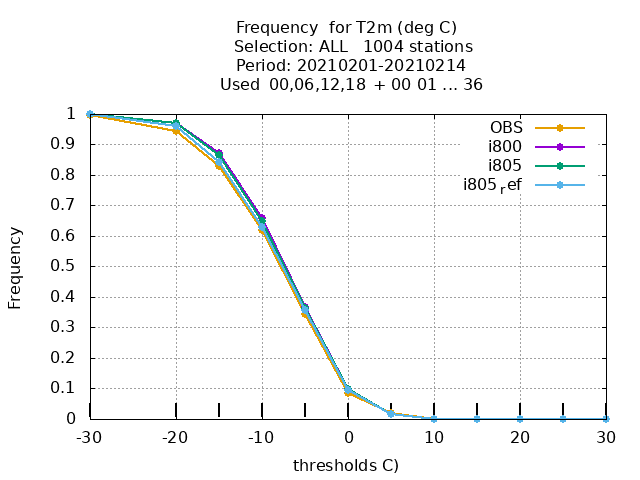 Frequency  for T2m (deg C)
Selection: ALL   1004 stations
Period: 20210201-20210214
Used  00,06,12,18  + 00 01 ... 36
OBS
i800
i805
i805ref
1
0.9
0.8
0.7
0.6
0.5
0.4
0.3
0.2
0.1
0
Frequency
-30 -20 -10 0 10 20 30
thresholds C)